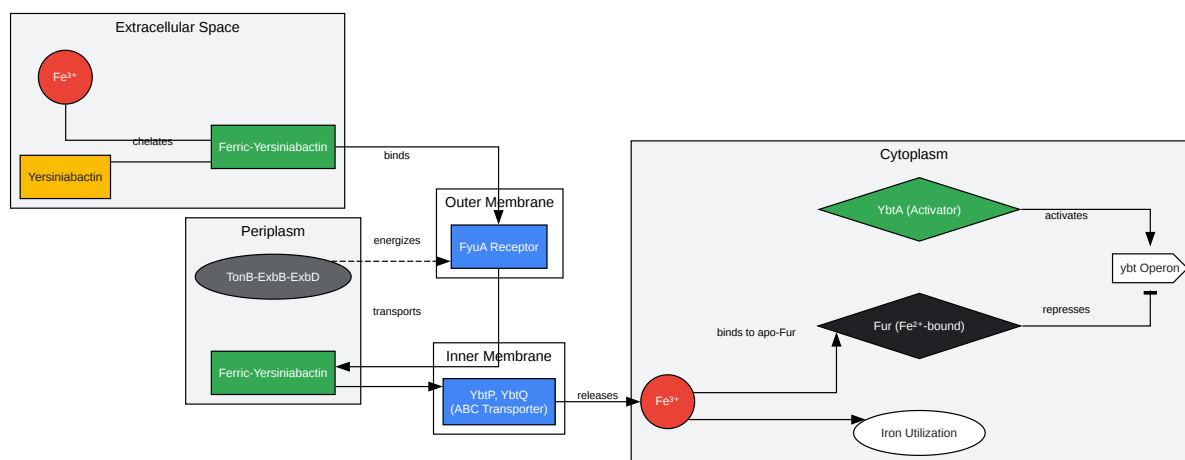 Extracellular Space
Fe³⁺
chelates
Ferric-Yersiniabactin
Yersiniabactin
binds
Outer Membrane
FyuA Receptor
Periplasm
energizes
TonB-ExbB-ExbD
transports
Ferric-Yersiniabactin
Inner Membrane
YbtP, YbtQ
(ABC Transporter)
releases
Cytoplasm
YbtA (Activator)
activates
ybt Operon
Fur (Fe²⁺-bound)
represses
binds to apo-Fur
Fe³⁺
Iron Utilization